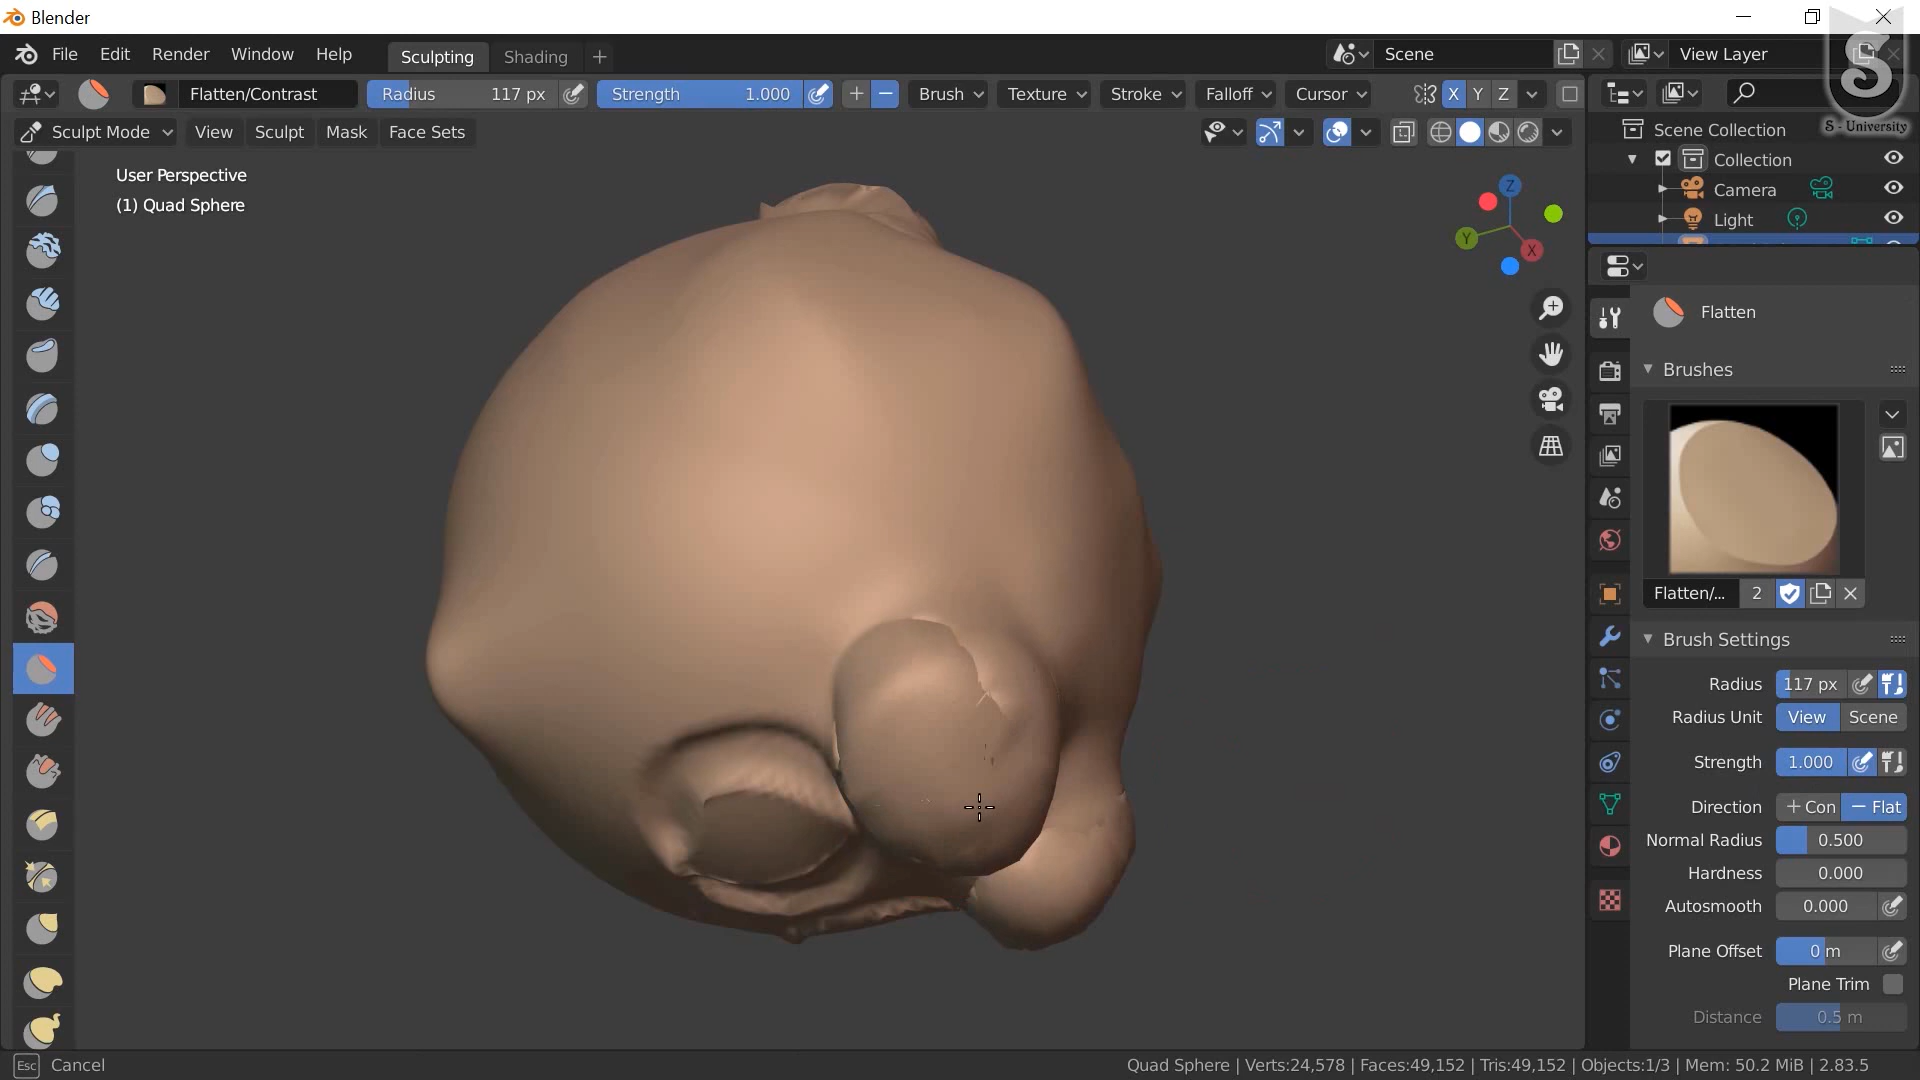 Blender
File Edit Render Window Help Sculpting Shading + Scene View Layer
Flatten/Contrast Radius 117 px Strength 1.000 Brush Texture Stroke Falloff Cursor X Y Z
Sculpt Mode View Sculpt Mask Face Sets
S
S - University
User Perspective
(1) Quad Sphere
Z
Y
X
Scene Collection
Collection
Camera
Light
Flatten
Brushes
Flatten/... 2
Brush Settings
Radius 117 px
Radius Unit View Scene
Strength 1.000
Direction + Con − Flat
Normal Radius 0.500
Hardness 0.000
Autosmooth 0.000
Plane Offset 0 m
Plane Trim
Distance 0.5 m
Esc Cancel
Quad Sphere | Verts:24,578 | Faces:49,152 | Tris:49,152 | Objects:1/3 | Mem: 50.2 MiB | 2.83.5